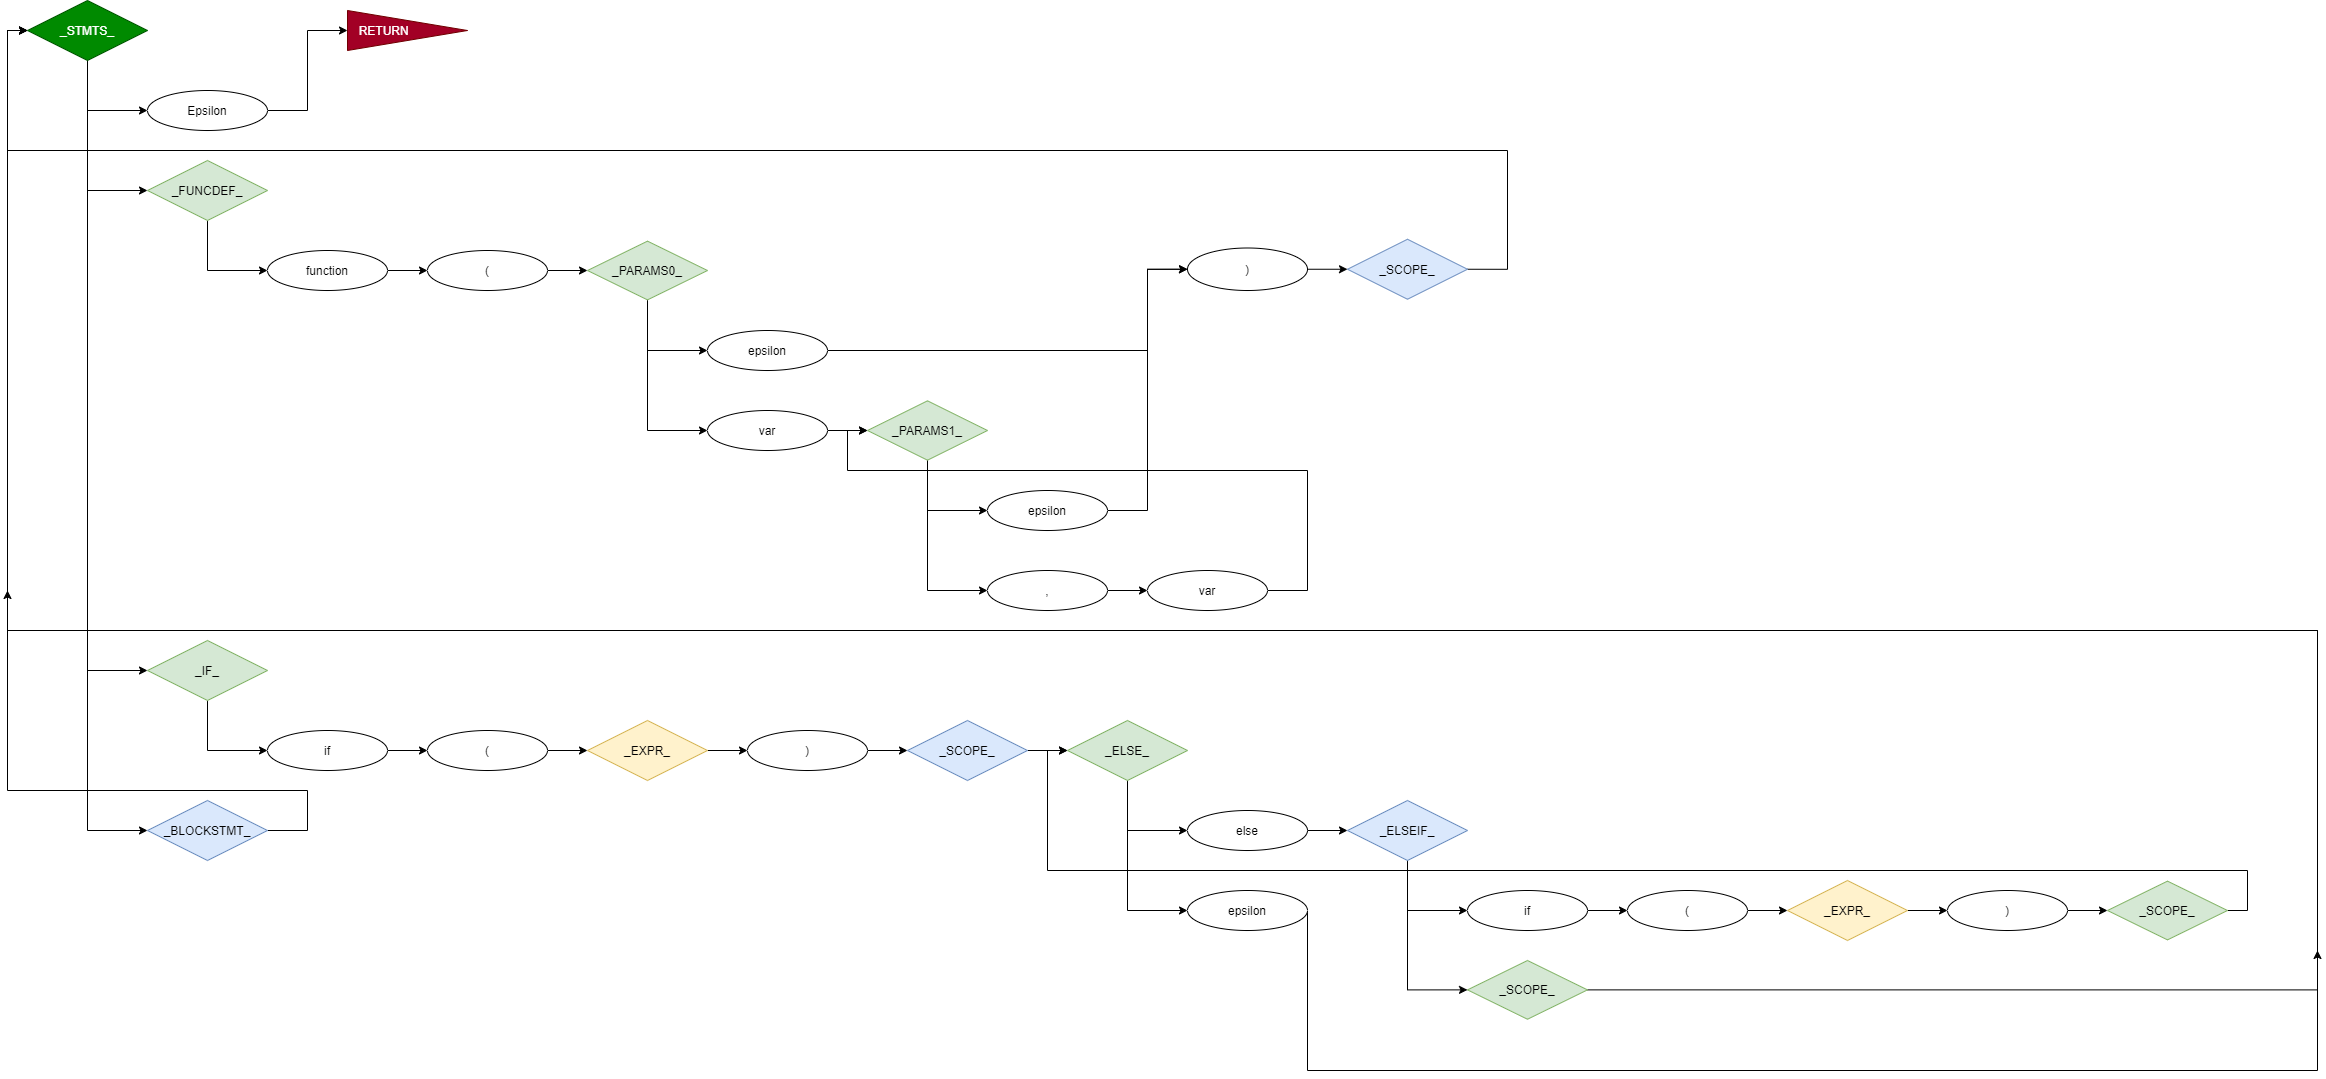 _STMTS_
RETURN
Epsilon
_FUNCDEF_
function
(
_PARAMS0_
)
_SCOPE_
epsilon
var
_PARAMS1_
epsilon
,
var
_IF_
if
(
_EXPR_
)
_SCOPE_
_ELSE_
_BLOCKSTMT_
else
_ELSEIF_
epsilon
if
(
_EXPR_
)
_SCOPE_
_SCOPE_